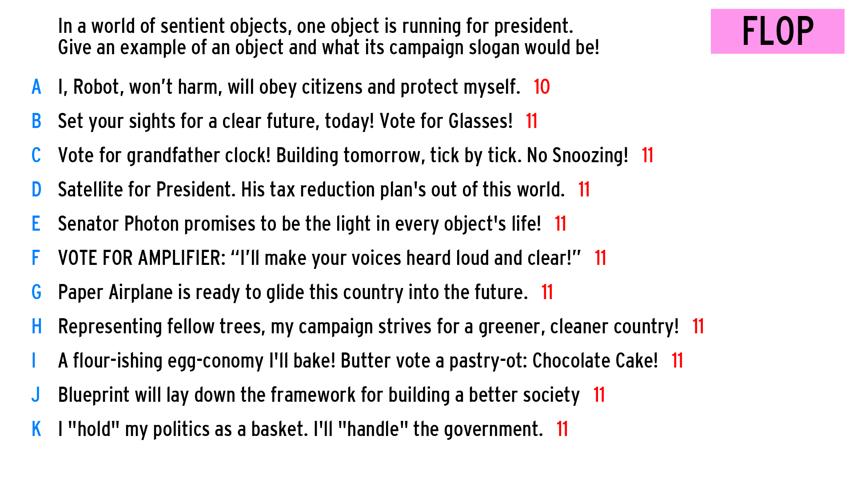 In a world of sentient objects, one object is running for president.
Give an example of an object and what its campaign slogan would be!
FLOP
A I, Robot, won't harm, will obey citizens and protect myself. 10
B Set your sights for a clear future, today! Vote for Glasses! 11
C Vote for grandfather clock! Building tomorrow, tick by tick. No Snoozing! 11
D Satellite for President. His tax reduction plan's out of this world. 11
E Senator Photon promises to be the light in every object's life! 11
F VOTE FOR AMPLIFIER: “I'll make your voices heard loud and clear!” 11
G Paper Airplane is ready to glide this country into the future. 11
H Representing fellow trees, my campaign strives for a greener, cleaner country! 11
I A flour-ishing egg-conomy I'll bake! Butter vote a pastry-ot: Chocolate Cake! 11
J Blueprint will lay down the framework for building a better society 11
K I "hold" my politics as a basket. I'll "handle" the government. 11